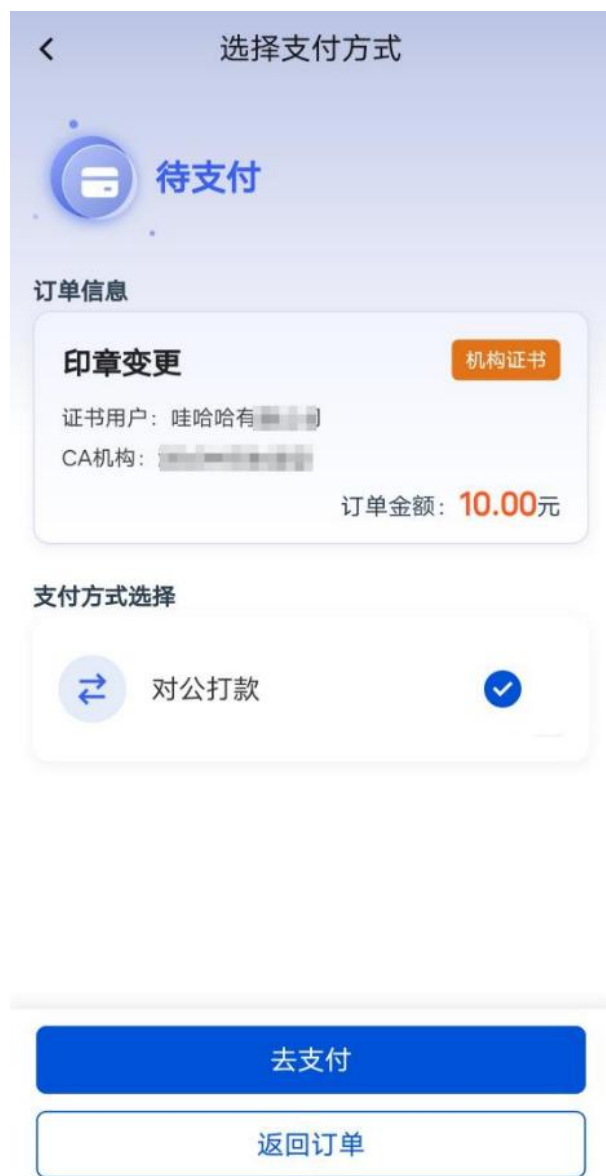 选择支付方式
待支付
订单信息
印章变更
机构证书
证书用户：哇哈哈有
CA机构：
订单金额：10.00元
支付方式选择
对公打款
去支付
返回订单